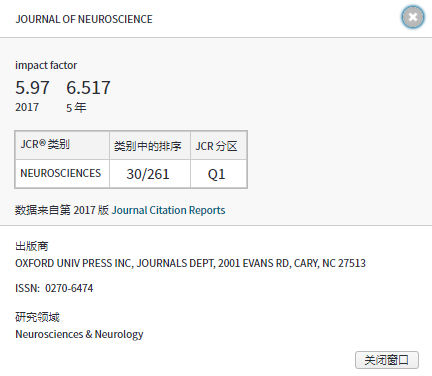 JOURNAL OF NEUROSCIENCE
impact factor
5.97 6.517
2017 5 年
JCR® 类别 类别中的排序 JCR 分区
NEUROSCIENCES 30/261 Q1
数据来自第 2017 版 Journal Citation Reports
出版商
OXFORD UNIV PRESS INC, JOURNALS DEPT, 2001 EVANS RD, CARY, NC 27513
ISSN: 0270-6474
研究领域
Neurosciences & Neurology
关闭窗口